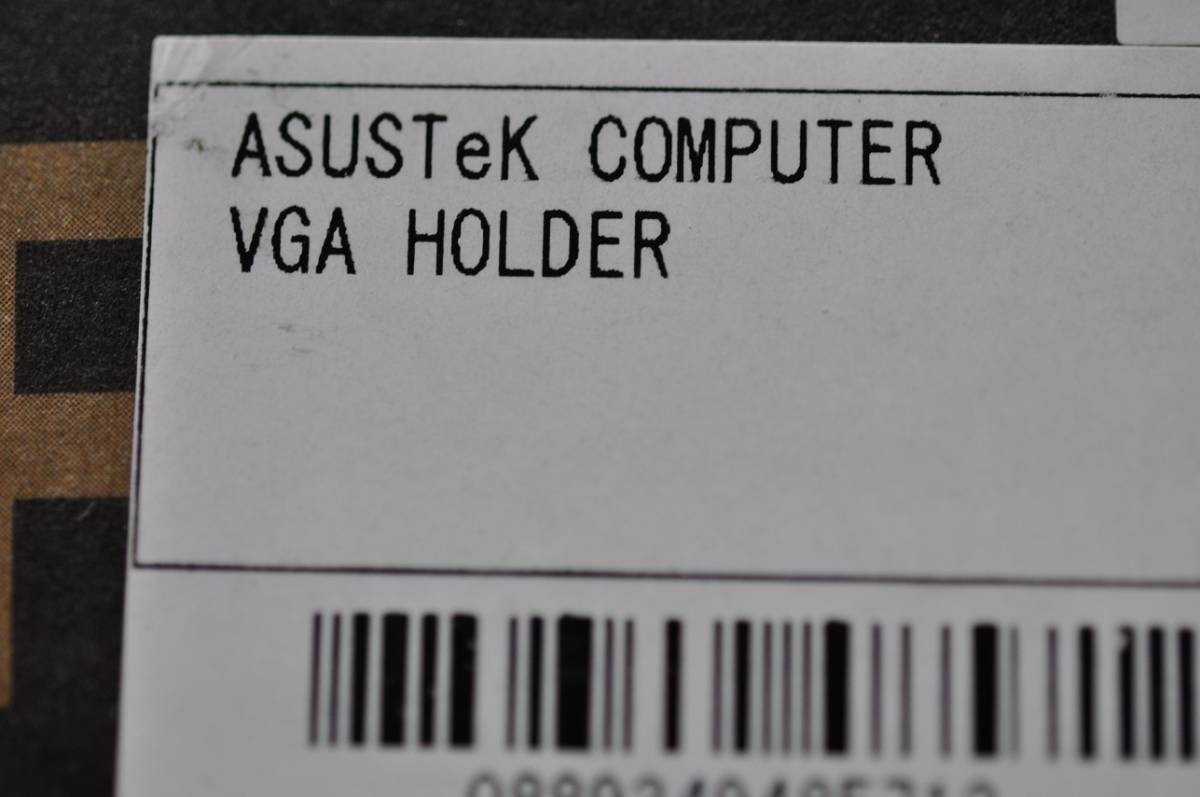 ASUSTeK COMPUTER
VGA HOLDER